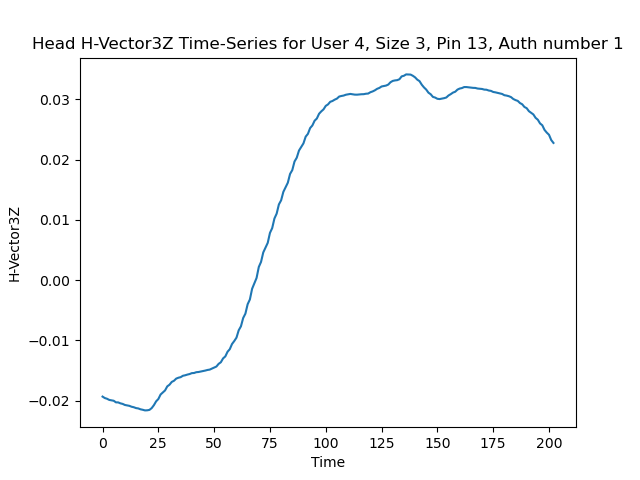 Head H-Vector3Z Time-Series for User 4, Size 3, Pin 13, Auth number 1
H-Vector3Z
0.03
0.02
0.01
0.00
−0.01
−0.02
0 25 50 75 100 125 150 175 200
Time